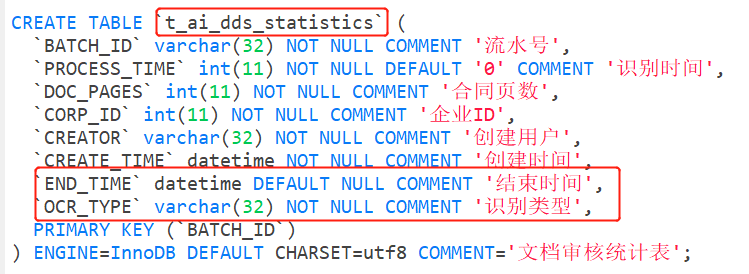 CREATE TABLE `t_ai_dds_statistics` (
`BATCH_ID` varchar(32) NOT NULL COMMENT '流水号',
`PROCESS_TIME` int(11) NOT NULL DEFAULT '0' COMMENT '识别时间',
`DOC_PAGES` int(11) NOT NULL COMMENT '合同页数',
`CORP_ID` int(11) NOT NULL COMMENT '企业ID',
`CREATOR` varchar(32) NOT NULL COMMENT '创建用户',
`CREATE_TIME` datetime NOT NULL COMMENT '创建时间',
`END_TIME` datetime DEFAULT NULL COMMENT '结束时间',
`OCR_TYPE` varchar(32) NOT NULL COMMENT '识别类型',
PRIMARY KEY (`BATCH_ID`)
) ENGINE=InnoDB DEFAULT CHARSET=utf8 COMMENT='文档审核统计表';